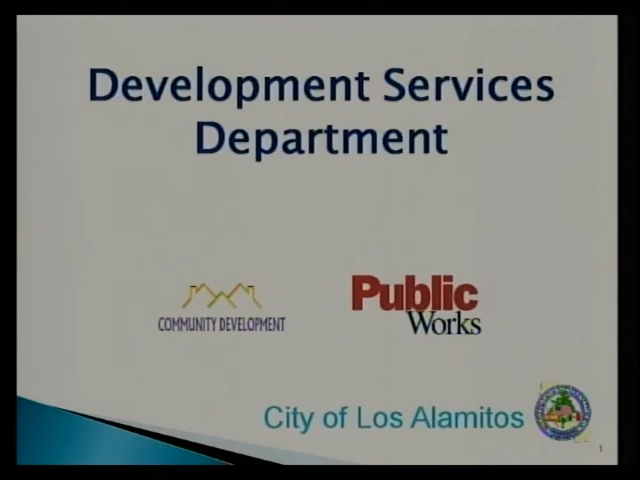 Development Services
Department
COMMUNITY DEVELOPMENT
Public
Works
City of Los Alamitos
1